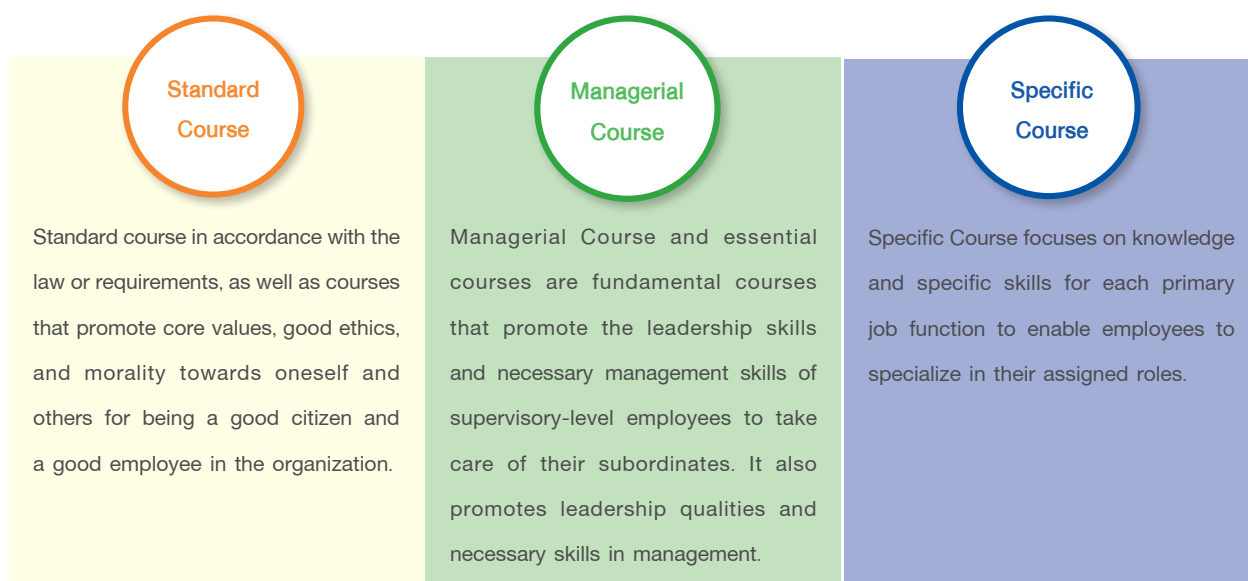 Standard
Course
Standard course in accordance with the
law or requirements, as well as courses
that promote core values, good ethics,
and morality towards oneself and
others for being a good citizen and
a good employee in the organization.
Managerial
Course
Managerial Course and essential
courses are fundamental courses
that promote the leadership skills
and necessary management skills of
supervisory-level employees to take
care of their subordinates. It also
promotes leadership qualities and
necessary skills in management.
Specific
Course
Specific Course focuses on knowledge
and specific skills for each primary
job function to enable employees to
specialize in their assigned roles.